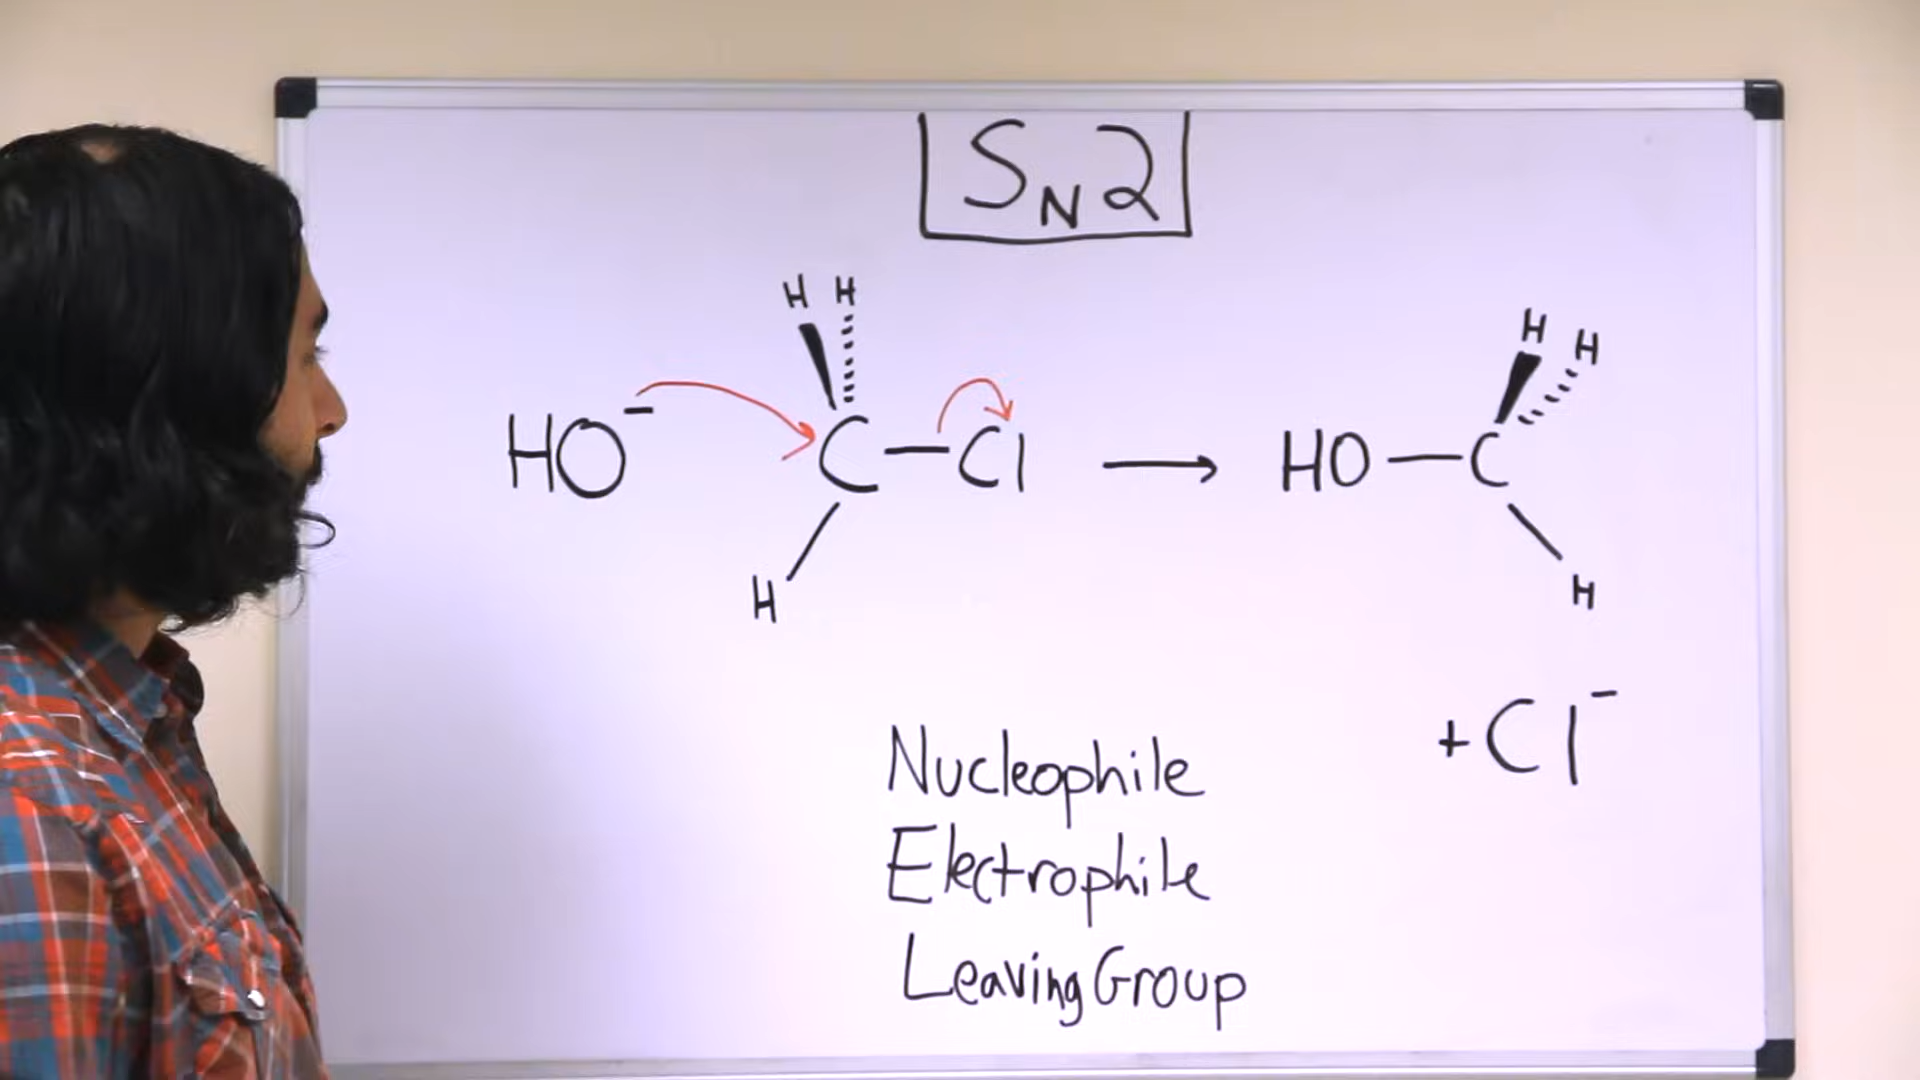 SN2
H H
HO⁻ C—Cl → HO—C
H H
H
H
+Cl⁻
Nucleophile
Electrophile
Leaving Group